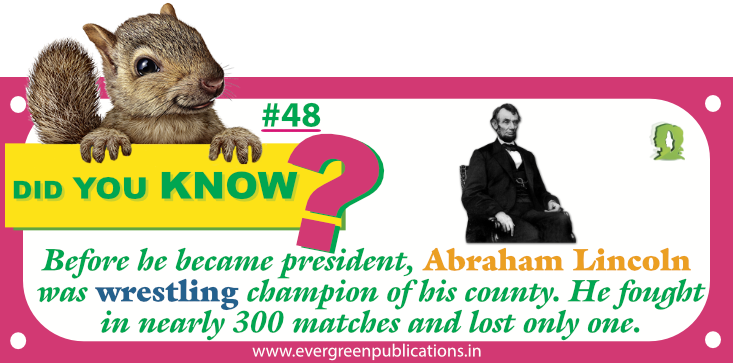 #48
DID YOU KNOW ?
Before he became president, Abraham Lincoln
was wrestling champion of his county. He fought
in nearly 300 matches and lost only one.
www.evergreenpublications.in